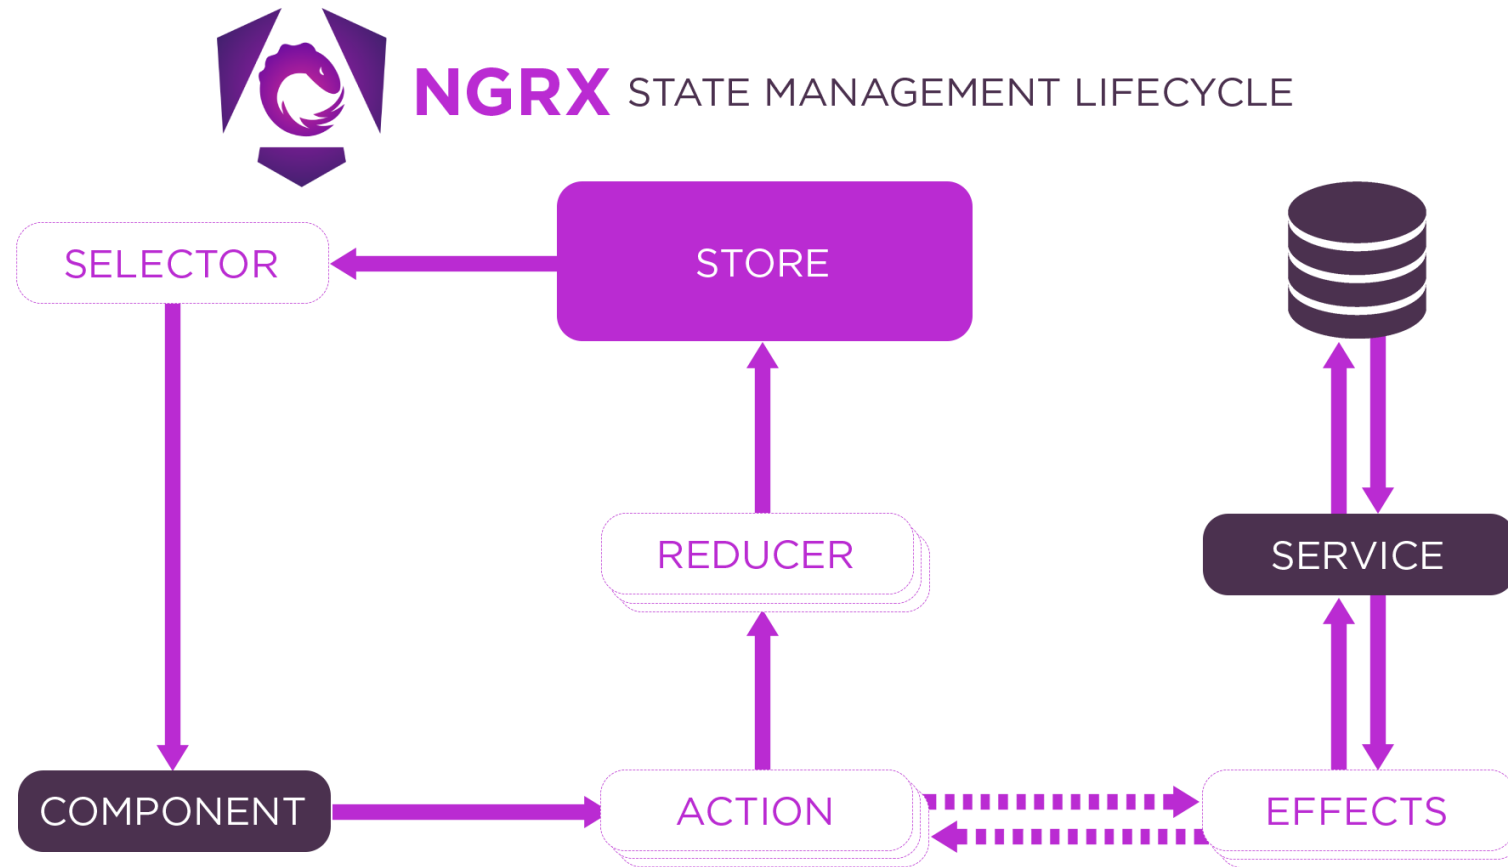 NGRX STATE MANAGEMENT LIFECYCLE
SELECTOR
STORE
REDUCER
SERVICE
COMPONENT
ACTION
EFFECTS